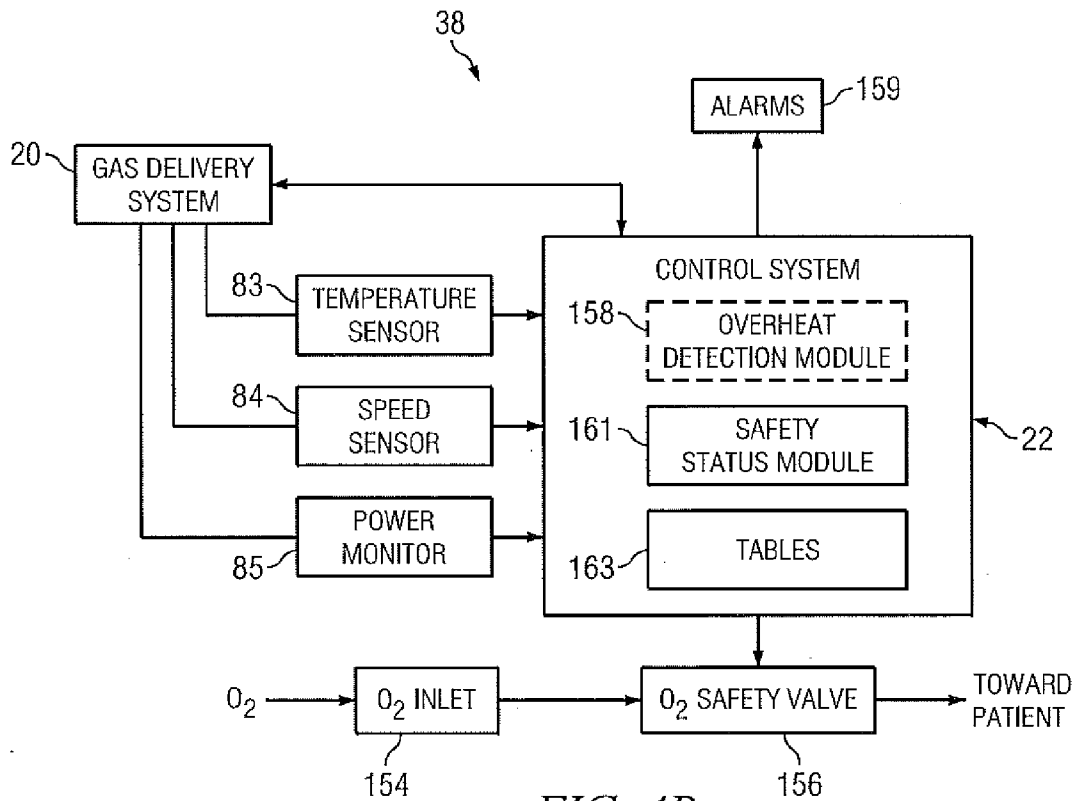 38
ALARMS
159
20
GAS DELIVERY
SYSTEM
CONTROL SYSTEM
83
TEMPERATURE
SENSOR
158
OVERHEAT
DETECTION MODULE
84
SPEED
SENSOR
161
SAFETY
STATUS MODULE
22
POWER
MONITOR
85
163
TABLES
O2
O2 INLET
O2 SAFETY VALVE
TOWARD
PATIENT
154
156